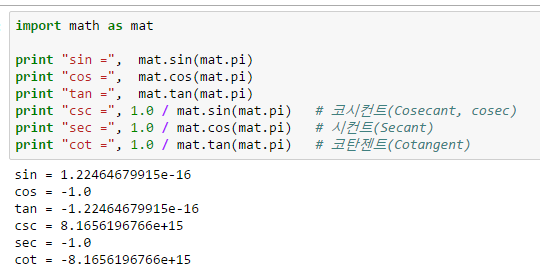 import math as mat
print "sin =",  mat.sin(mat.pi)
print "cos =",  mat.cos(mat.pi)
print "tan =",  mat.tan(mat.pi)
print "csc =", 1.0 / mat.sin(mat.pi)   # 코시컨트(Cosecant, cosec)
print "sec =", 1.0 / mat.cos(mat.pi)   # 시컨트(Secant)
print "cot =", 1.0 / mat.tan(mat.pi)   # 코탄젠트(Cotangent)
sin = 1.22464679915e-16
cos = -1.0
tan = -1.22464679915e-16
csc = 8.1656196766e+15
sec = -1.0
cot = -8.1656196766e+15